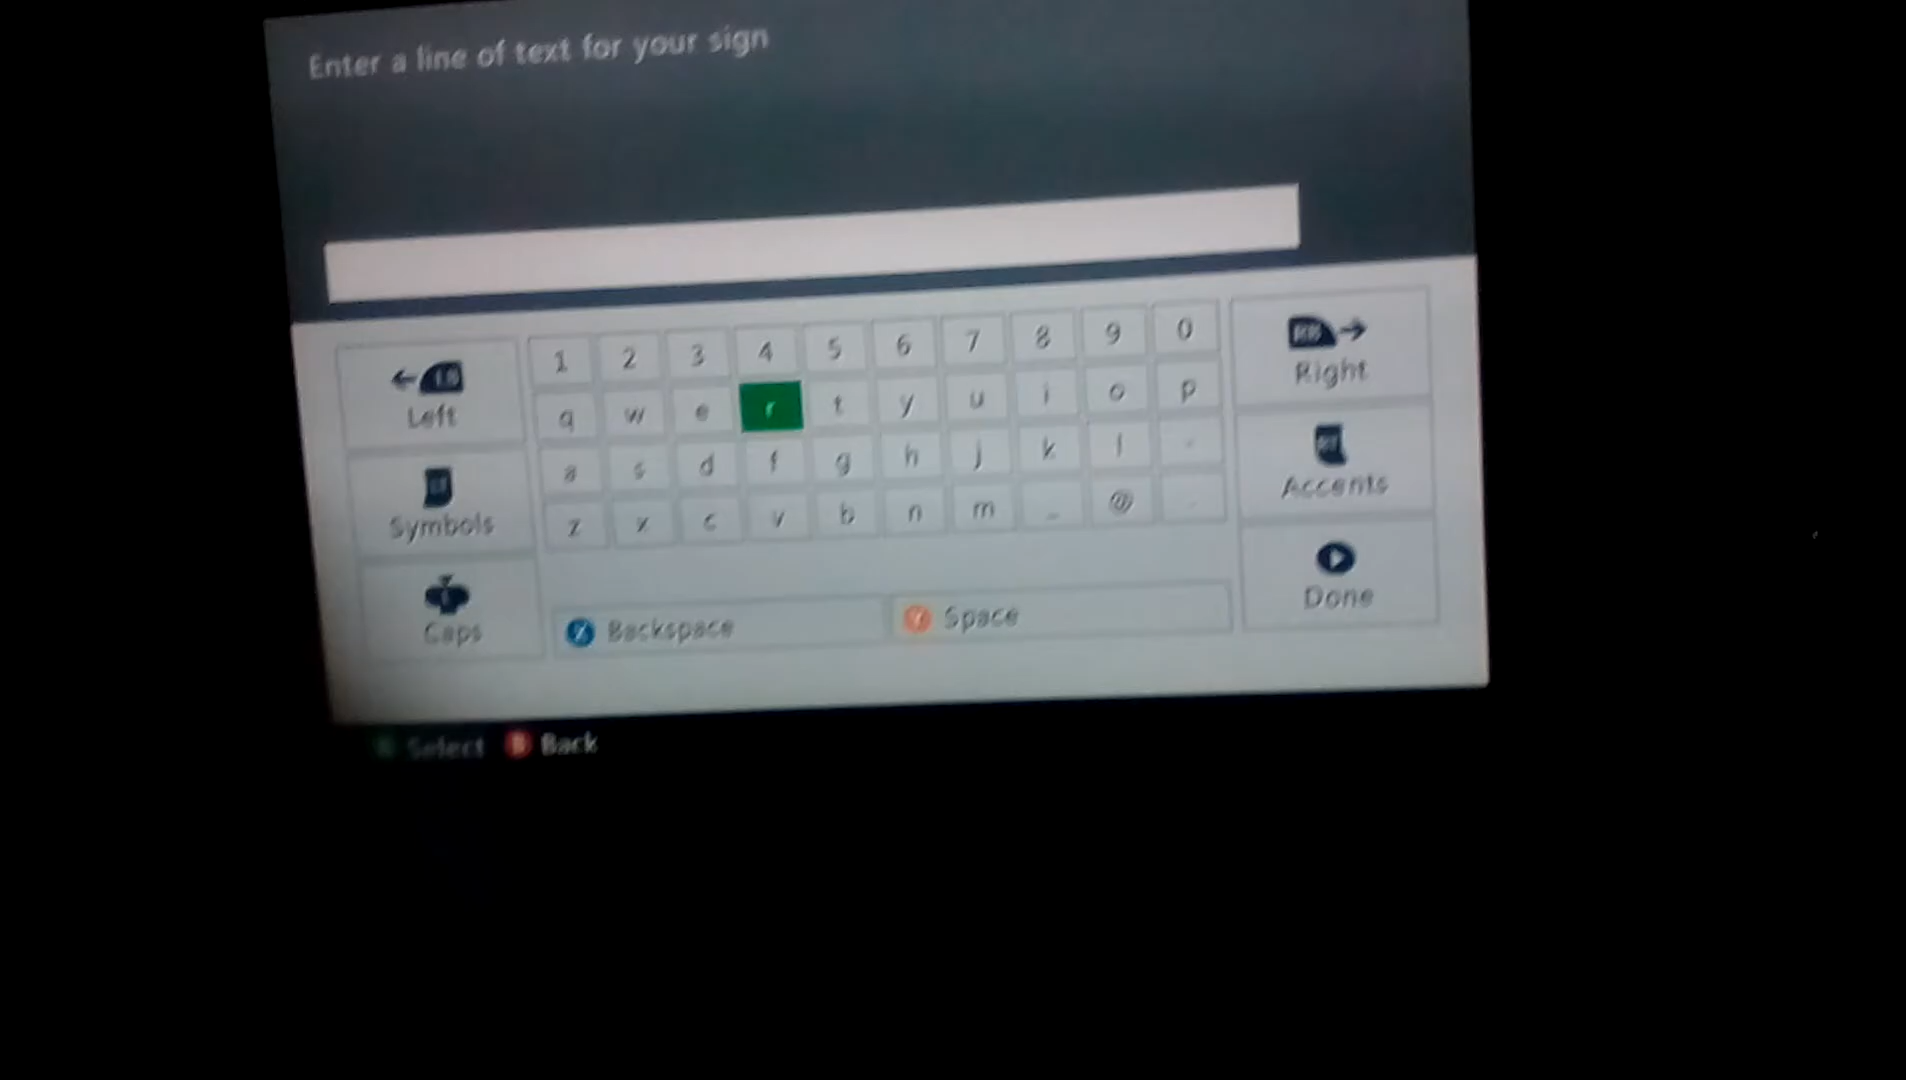 Enter a line of text for your sign
1 2 3 4 5 6 7 8 9 0
q w e r t y u i o p
a s d f g h j k l
z x c v b n m _ @
Left
Symbols
Caps
X Backspace Y Space
Right
Accents
Done
Select B Back